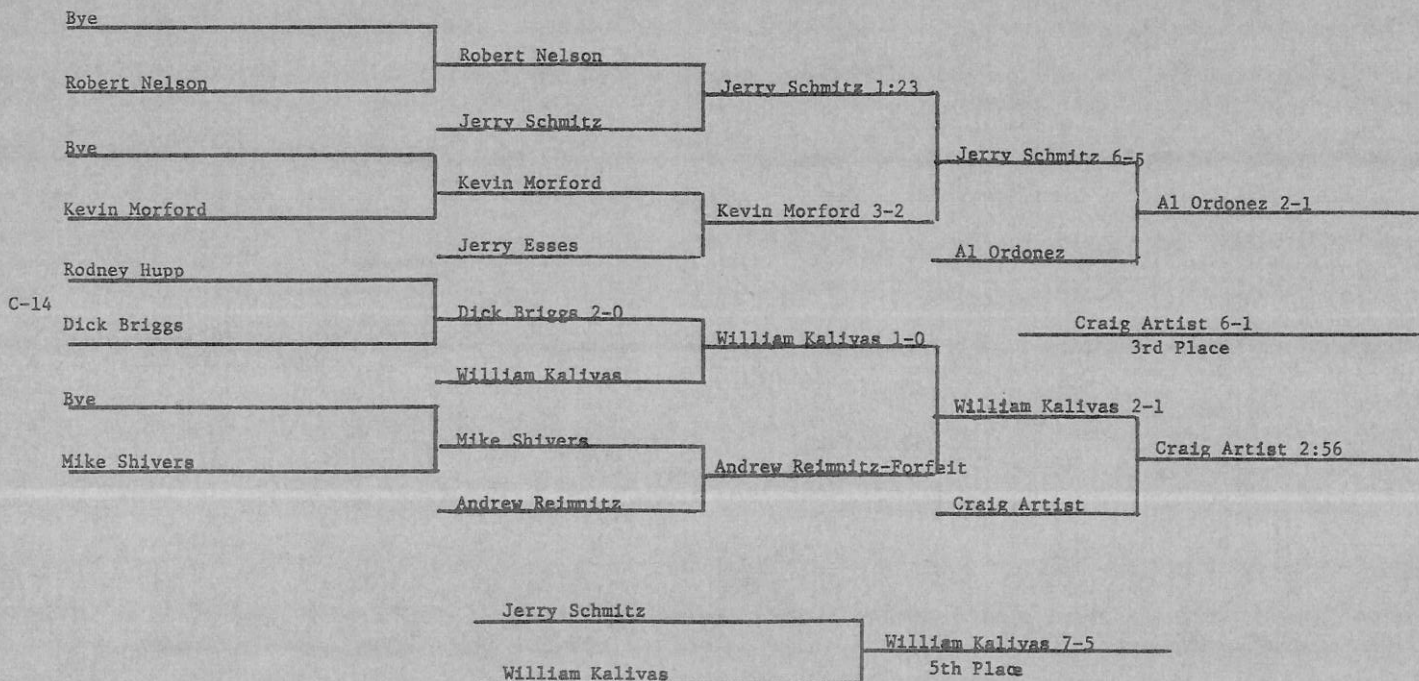 Bye
Robert Nelson
Robert Nelson
Jerry Schmitz 1:23
Jerry Schmitz
Bye
Jerry Schmitz 6-5
Kevin Morford
Kevin Morford
Kevin Morford 3-2
Al Ordonez 2-1
Jerry Esses
Al Ordonez
Rodney Hupp
C-14
Dick Briggs 2-0
Dick Briggs
Craig Artist 6-1
3rd Place
William Kalivas 1-0
William Kalivas
Bye
William Kalivas 2-1
Mike Shivers
Mike Shivers
Craig Artist 2:56
Andrew Reimnitz-Forfeit
Andrew Reimnitz
Craig Artist
Jerry Schmitz
William Kalivas 7-5
5th Place
William Kalivas